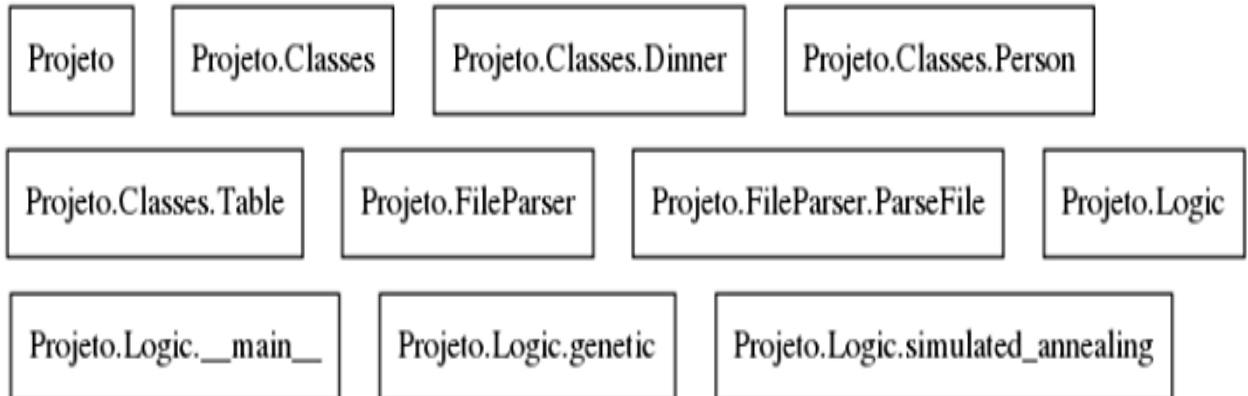 Projeto Projeto.Classes Projeto.Classes.Dinner Projeto.Classes.Person
Projeto.Classes.Table Projeto.FileParser Projeto.FileParser.ParseFile Projeto.Logic
Projeto.Logic.__main__ Projeto.Logic.genetic Projeto.Logic.simulated_annealing